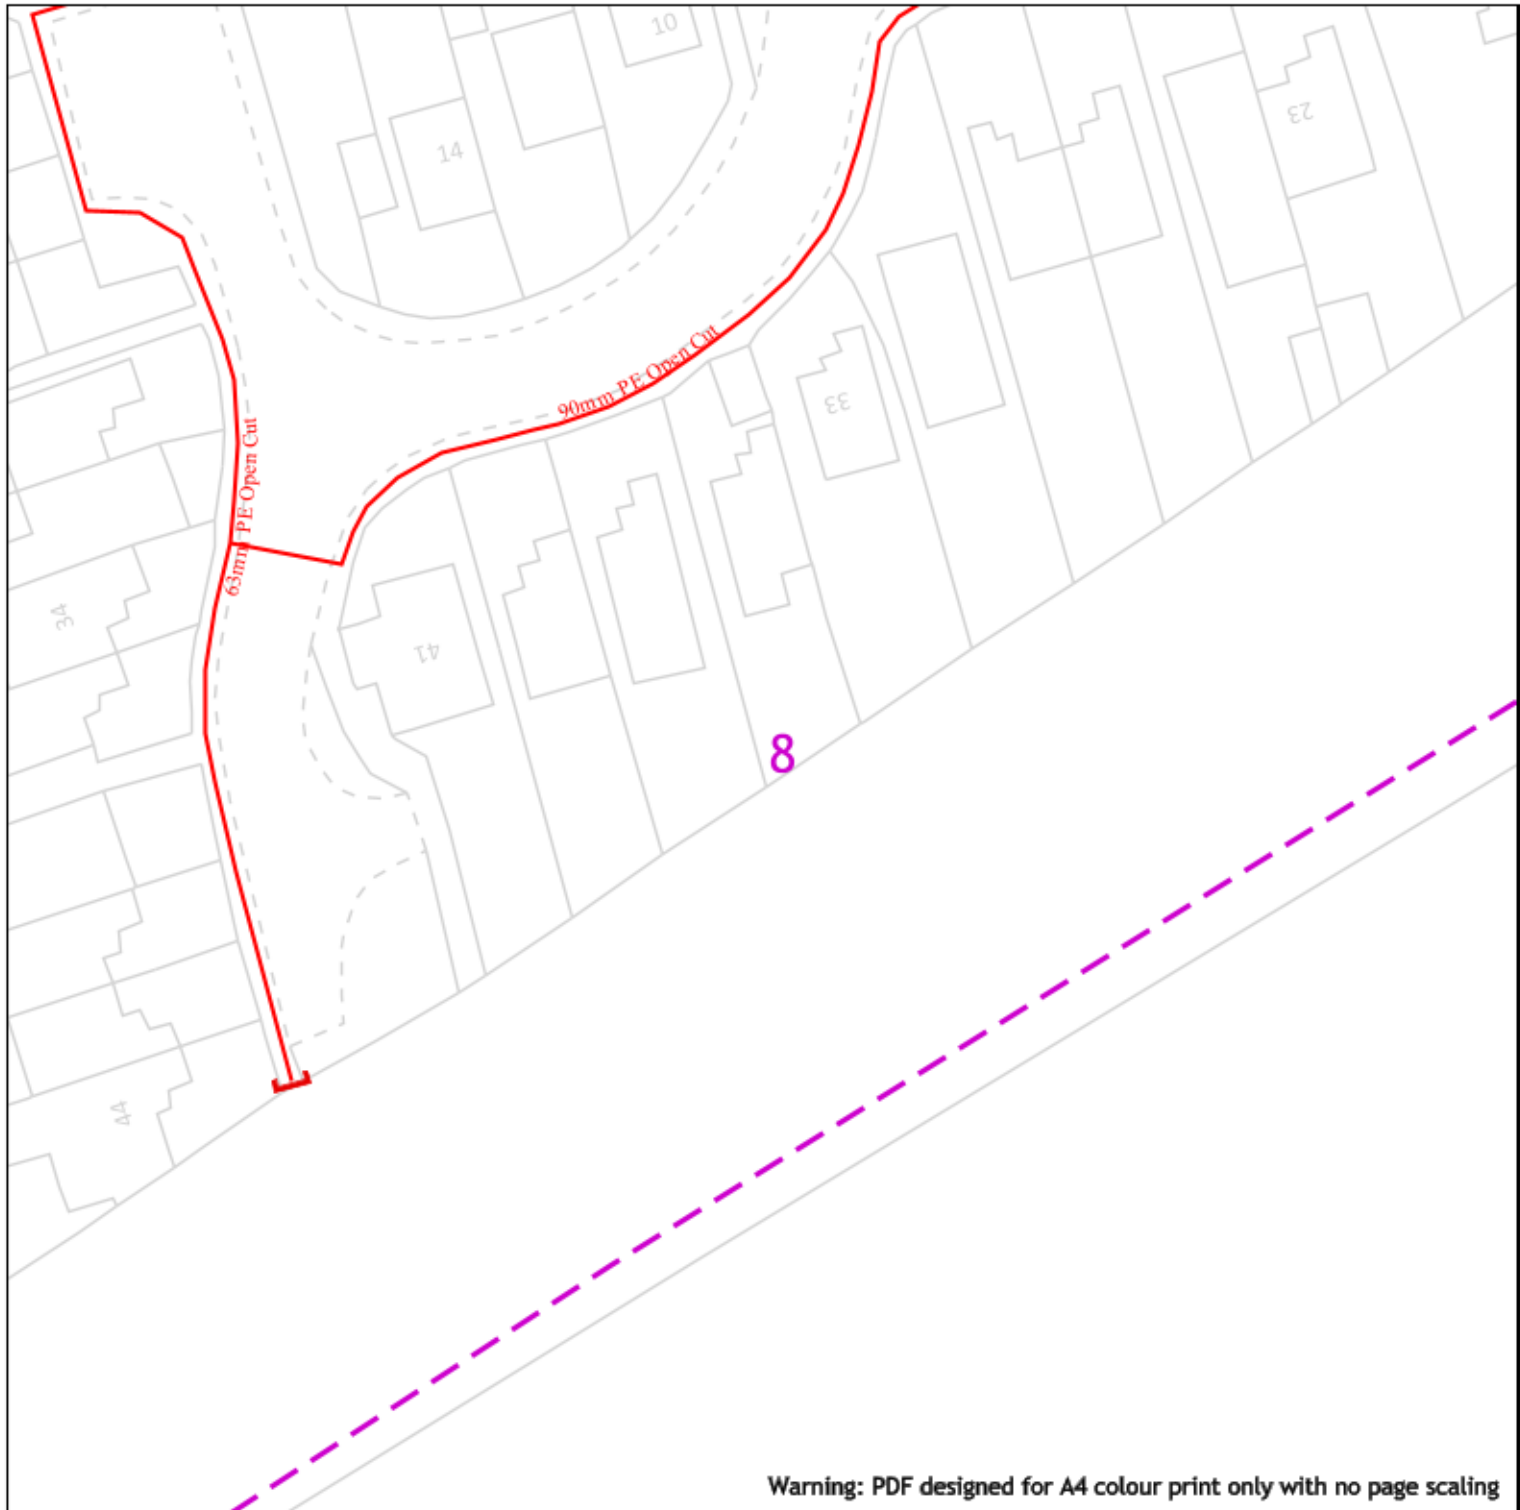 10
14
23
90mm PE Open Cut
33
63mm PE Open Cut
34
41
8
44
Warning: PDF designed for A4 colour print only with no page scaling